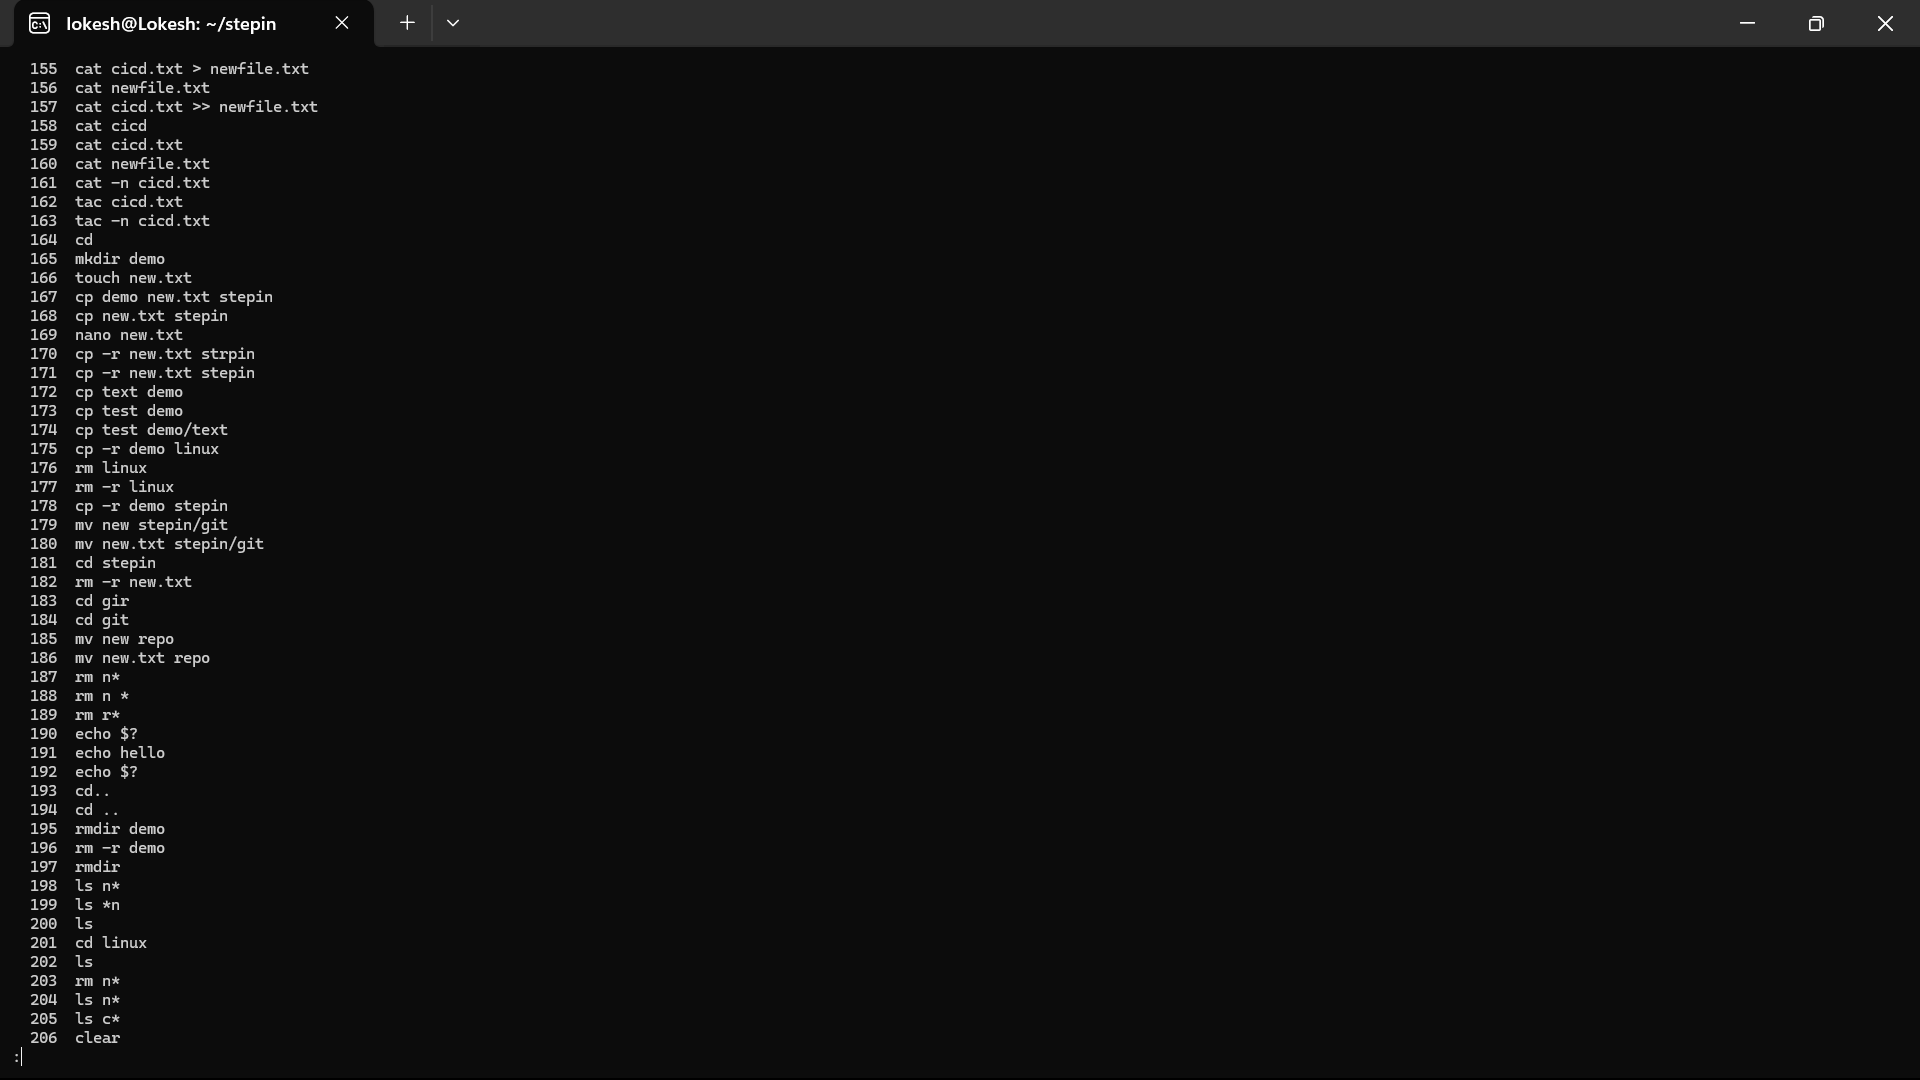 lokesh@Lokesh: ~/stepin
155 cat cicd.txt > newfile.txt
156 cat newfile.txt
157 cat cicd.txt >> newfile.txt
158 cat cicd
159 cat cicd.txt
160 cat newfile.txt
161 cat -n cicd.txt
162 tac cicd.txt
163 tac -n cicd.txt
164 cd
165 mkdir demo
166 touch new.txt
167 cp demo new.txt stepin
168 cp new.txt stepin
169 nano new.txt
170 cp -r new.txt strpin
171 cp -r new.txt stepin
172 cp text demo
173 cp test demo
174 cp test demo/text
175 cp -r demo linux
176 rm linux
177 rm -r linux
178 cp -r demo stepin
179 mv new stepin/git
180 mv new.txt stepin/git
181 cd stepin
182 rm -r new.txt
183 cd gir
184 cd git
185 mv new repo
186 mv new.txt repo
187 rm n*
188 rm n *
189 rm r*
190 echo $?
191 echo hello
192 echo $?
193 cd..
194 cd ..
195 rmdir demo
196 rm -r demo
197 rmdir
198 ls n*
199 ls *n
200 ls
201 cd linux
202 ls
203 rm n*
204 ls n*
205 ls c*
206 clear
: